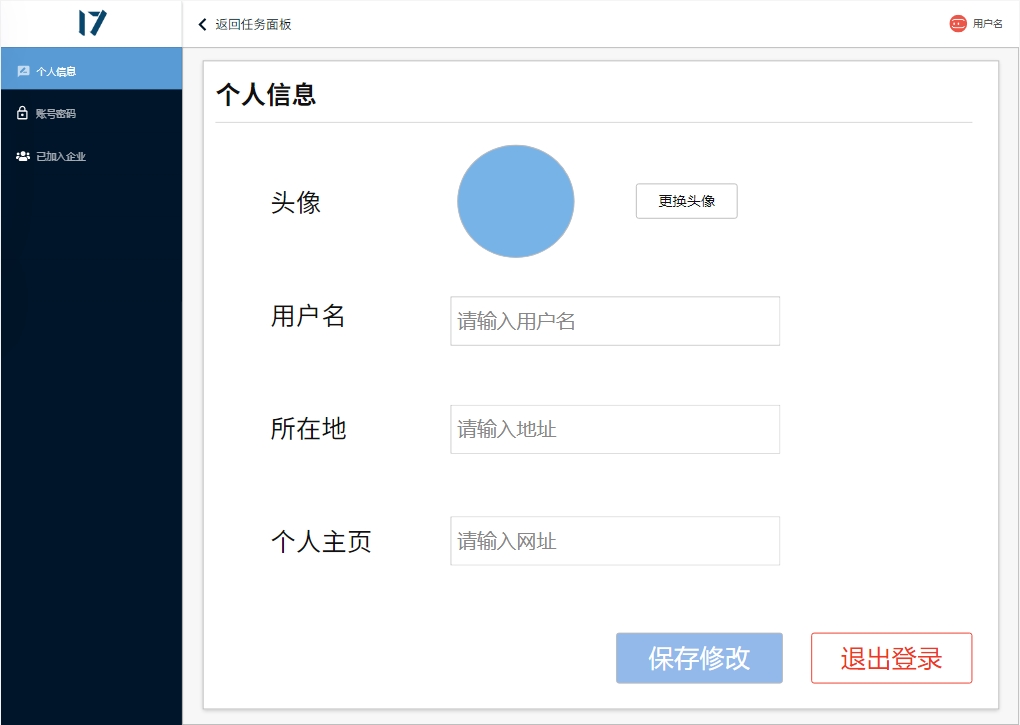 17
返回任务面板
用户名
个人信息
账号密码
已加入企业
个人信息
头像
更换头像
用户名
请输入用户名
所在地
请输入地址
个人主页
请输入网址
保存修改
退出登录